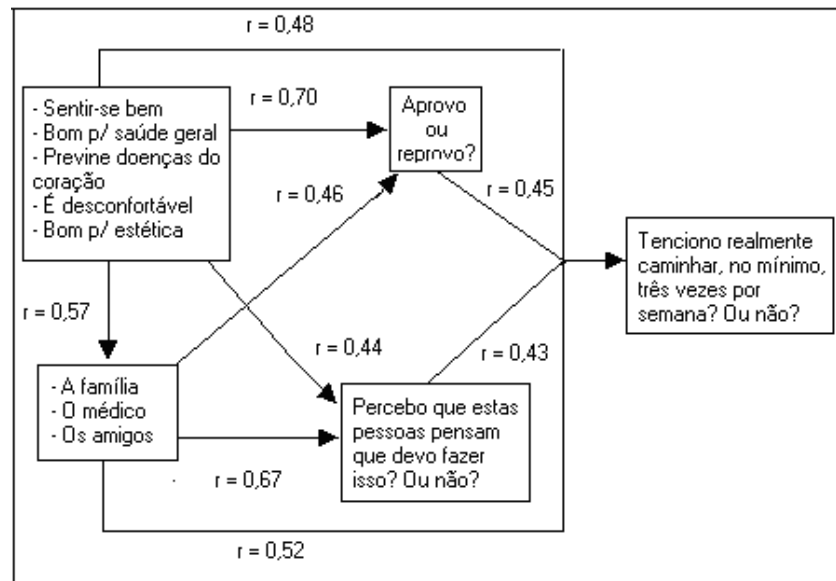 r = 0,48
- Sentir-se bem
- Bom p/ saúde geral
- Previne doenças do
coração
- É desconfortável
- Bom p/ estética
r = 0,70
Aprovo
ou
reprovo?
r = 0,46
r = 0,45
Tenciono realmente
caminhar, no mínimo,
três vezes por
semana? Ou não?
r = 0,57
r = 0,44
r = 0,43
- A família
- O médico
- Os amigos
Percebo que estas
pessoas pensam
que devo fazer
isso? Ou não?
r = 0,67
r = 0,52